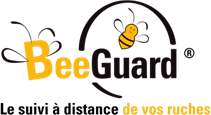 BeeGuard®
Le suivi à distance de vos ruches